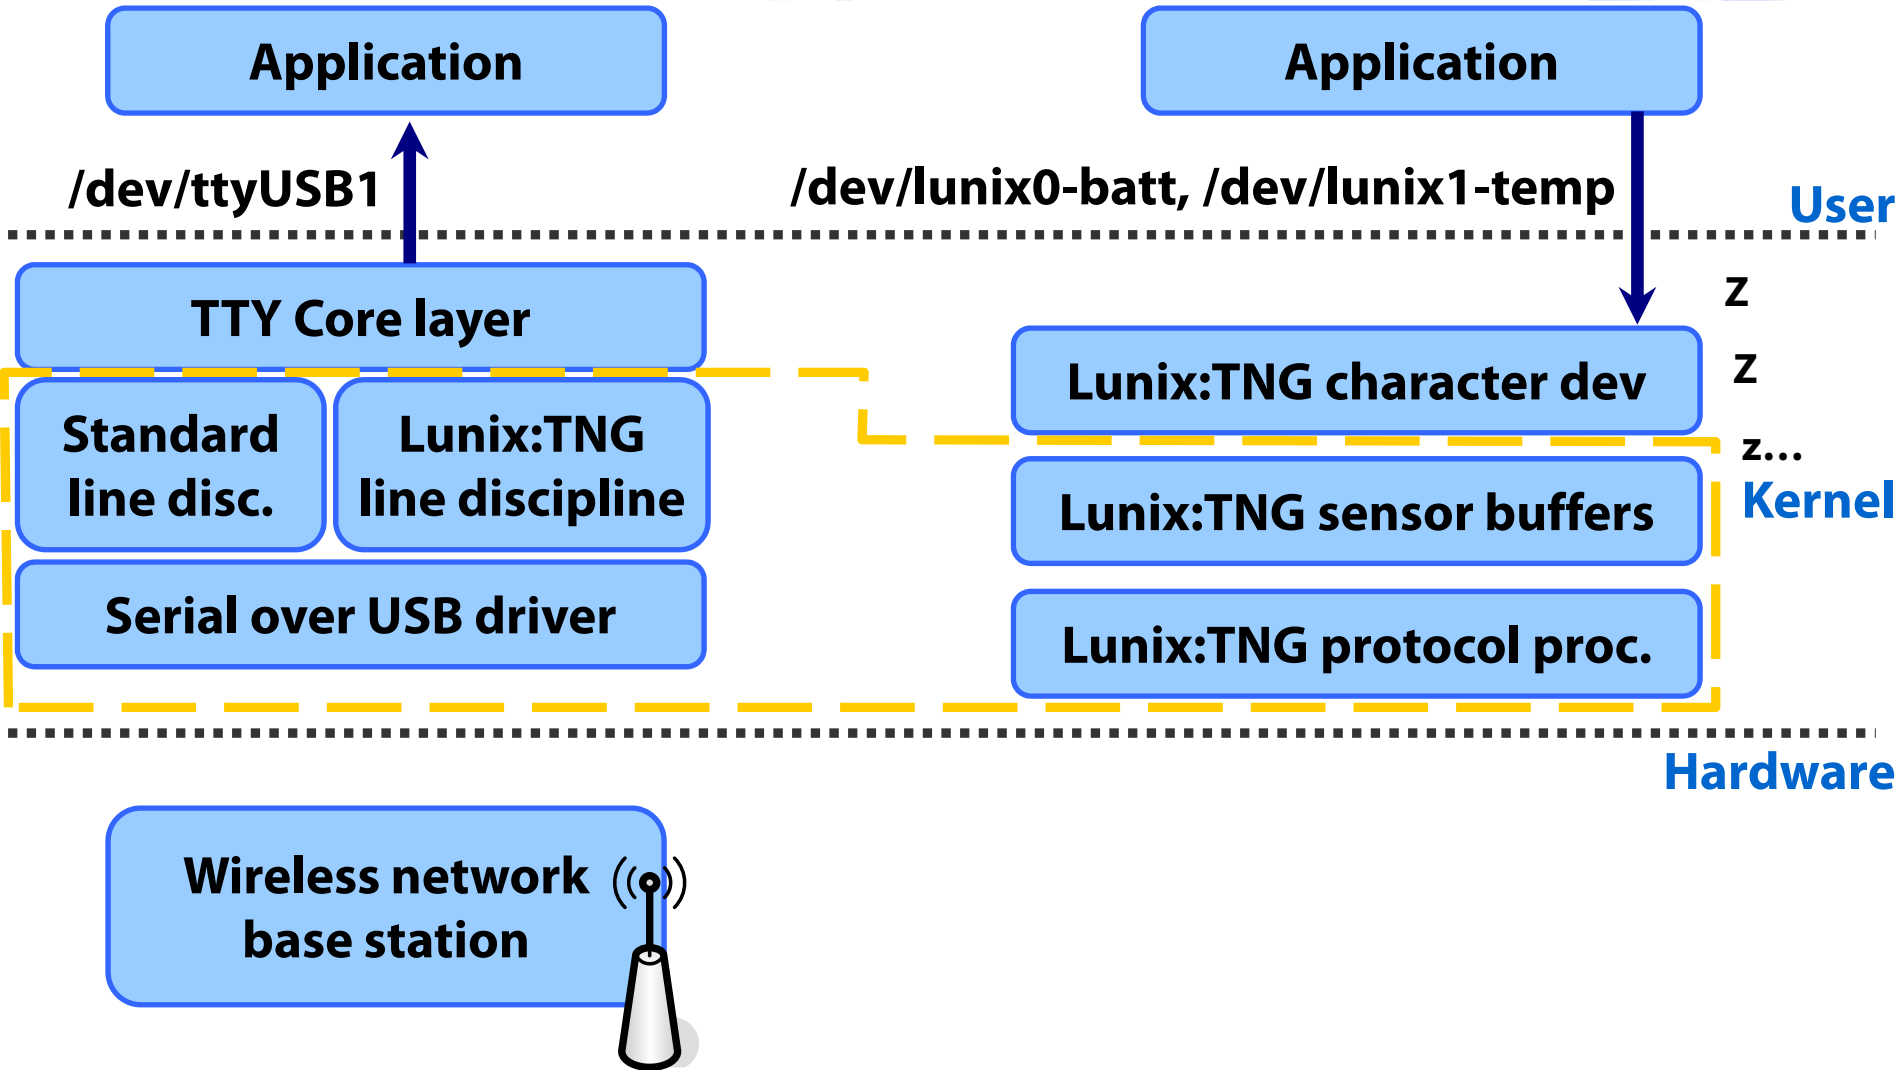 Application
Application
/dev/ttyUSB1
/dev/lunix0-batt, /dev/lunix1-temp
User
TTY Core layer
Z
Lunix:TNG character dev
Z
Standard
line disc.
Lunix:TNG
line discipline
z...
Kernel
Lunix:TNG sensor buffers
Serial over USB driver
Lunix:TNG protocol proc.
Hardware
Wireless network
base station